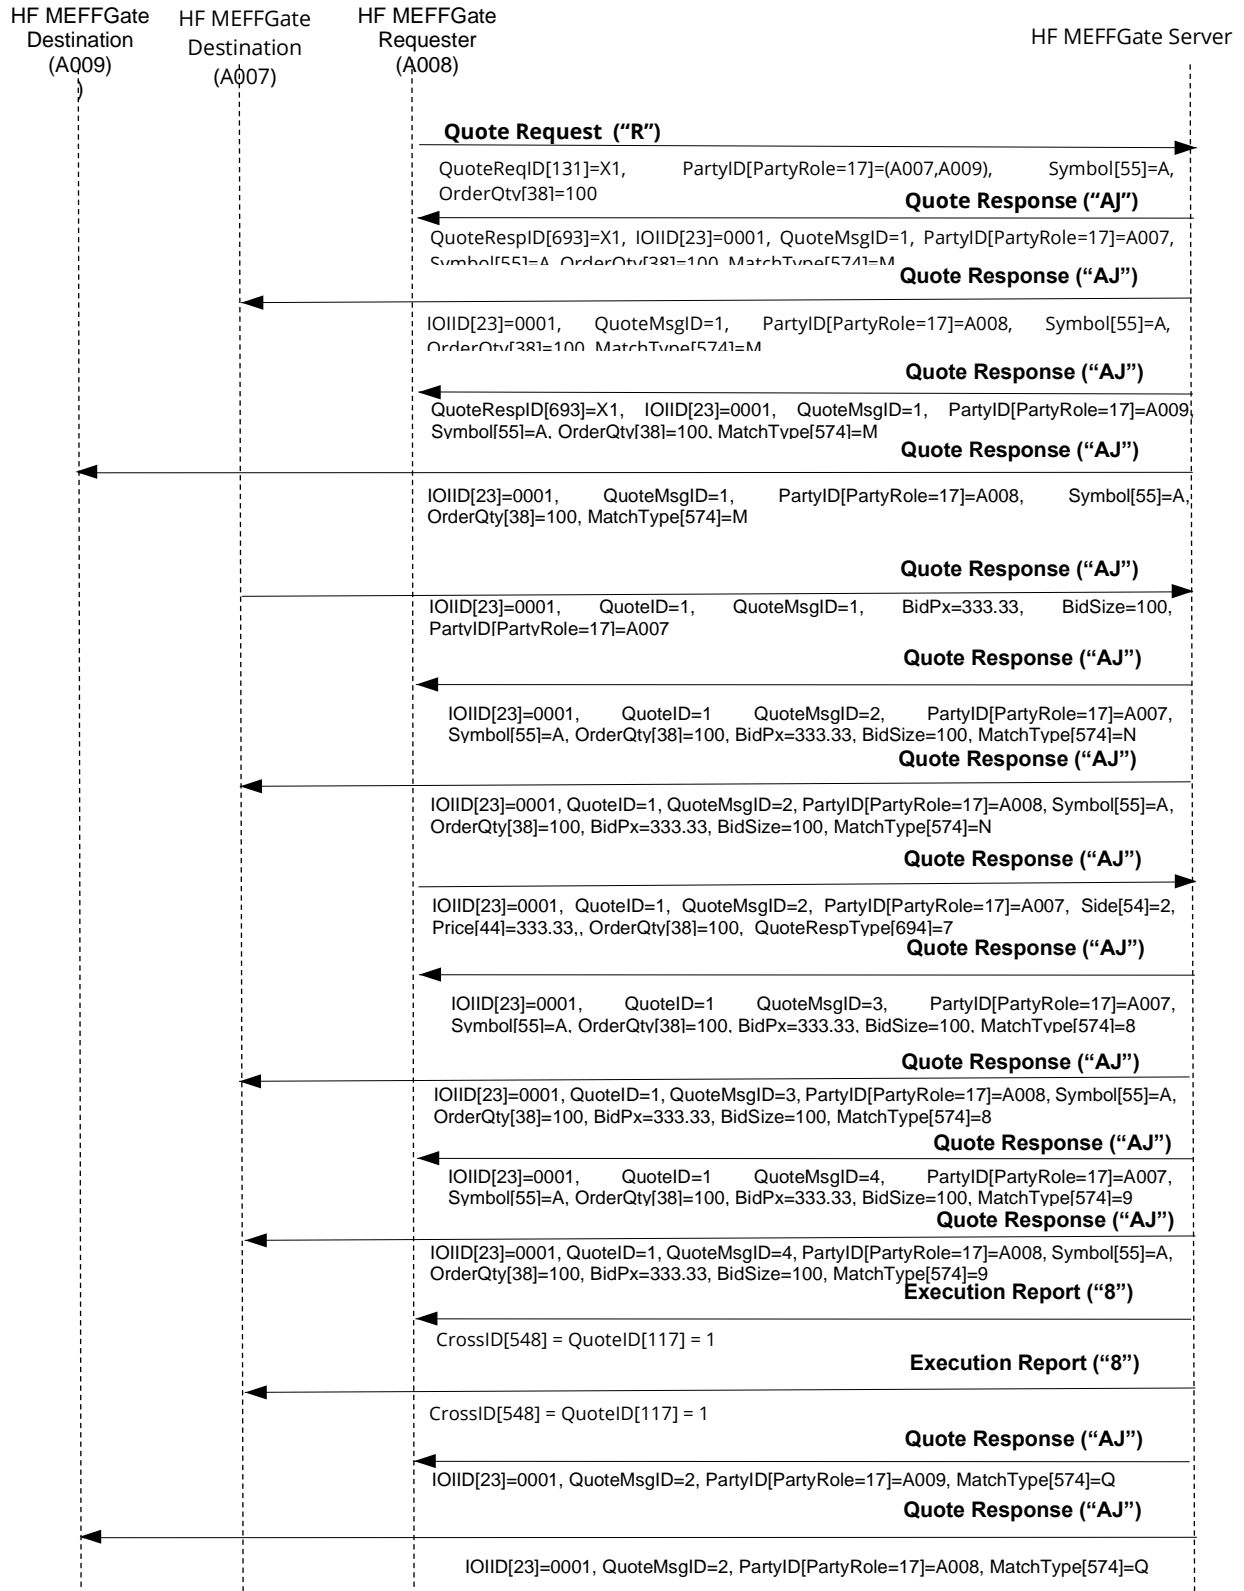 HF MEFFGate
Destination
(A009)
)
HF MEFFGate
Destination
(A007)
HF MEFFGate
Requester
(A008)
HF MEFFGate Server
Quote Request (“R”)
QuoteReqID[131]=X1, PartyID[PartyRole=17]=(A007,A009), Symbol[55]=A,
OrderQty[38]=100
Quote Response (“AJ”)
QuoteRespID[693]=X1, IOIID[23]=0001, QuoteMsgID=1, PartyID[PartyRole=17]=A007,
Symbol[55]=A, OrderQty[38]=100, MatchType[574]=M
Quote Response (“AJ”)
IOIID[23]=0001, QuoteMsgID=1, PartyID[PartyRole=17]=A008, Symbol[55]=A,
OrderQty[38]=100, MatchType[574]=M
Quote Response (“AJ”)
QuoteRespID[693]=X1, IOIID[23]=0001, QuoteMsgID=1, PartyID[PartyRole=17]=A009,
Symbol[55]=A, OrderQty[38]=100, MatchType[574]=M
Quote Response (“AJ”)
IOIID[23]=0001, QuoteMsgID=1, PartyID[PartyRole=17]=A008, Symbol[55]=A,
OrderQty[38]=100, MatchType[574]=M
Quote Response (“AJ”)
IOIID[23]=0001, QuoteID=1, QuoteMsgID=1, BidPx=333.33, BidSize=100,
PartyID[PartyRole=17]=A007
Quote Response (“AJ”)
IOIID[23]=0001, QuoteID=1 QuoteMsgID=2, PartyID[PartyRole=17]=A007,
Symbol[55]=A, OrderQty[38]=100, BidPx=333.33, BidSize=100, MatchType[574]=N
Quote Response (“AJ”)
IOIID[23]=0001, QuoteID=1, QuoteMsgID=2, PartyID[PartyRole=17]=A008, Symbol[55]=A,
OrderQty[38]=100, BidPx=333.33, BidSize=100, MatchType[574]=N
Quote Response (“AJ”)
IOIID[23]=0001, QuoteID=1, QuoteMsgID=2, PartyID[PartyRole=17]=A007, Side[54]=2,
Price[44]=333.33,, OrderQty[38]=100, QuoteRespType[694]=7
Quote Response (“AJ”)
IOIID[23]=0001, QuoteID=1 QuoteMsgID=3, PartyID[PartyRole=17]=A007,
Symbol[55]=A, OrderQty[38]=100, BidPx=333.33, BidSize=100, MatchType[574]=8
Quote Response (“AJ”)
IOIID[23]=0001, QuoteID=1, QuoteMsgID=3, PartyID[PartyRole=17]=A008, Symbol[55]=A,
OrderQty[38]=100, BidPx=333.33, BidSize=100, MatchType[574]=8
Quote Response (“AJ”)
IOIID[23]=0001, QuoteID=1 QuoteMsgID=4, PartyID[PartyRole=17]=A007,
Symbol[55]=A, OrderQty[38]=100, BidPx=333.33, BidSize=100, MatchType[574]=9
Quote Response (“AJ”)
IOIID[23]=0001, QuoteID=1, QuoteMsgID=4, PartyID[PartyRole=17]=A008, Symbol[55]=A,
OrderQty[38]=100, BidPx=333.33, BidSize=100, MatchType[574]=9
Execution Report (“8”)
CrossID[548] = QuoteID[117] = 1
Execution Report (“8”)
CrossID[548] = QuoteID[117] = 1
Quote Response (“AJ”)
IOIID[23]=0001, QuoteMsgID=2, PartyID[PartyRole=17]=A009, MatchType[574]=Q
Quote Response (“AJ”)
IOIID[23]=0001, QuoteMsgID=2, PartyID[PartyRole=17]=A008, MatchType[574]=Q